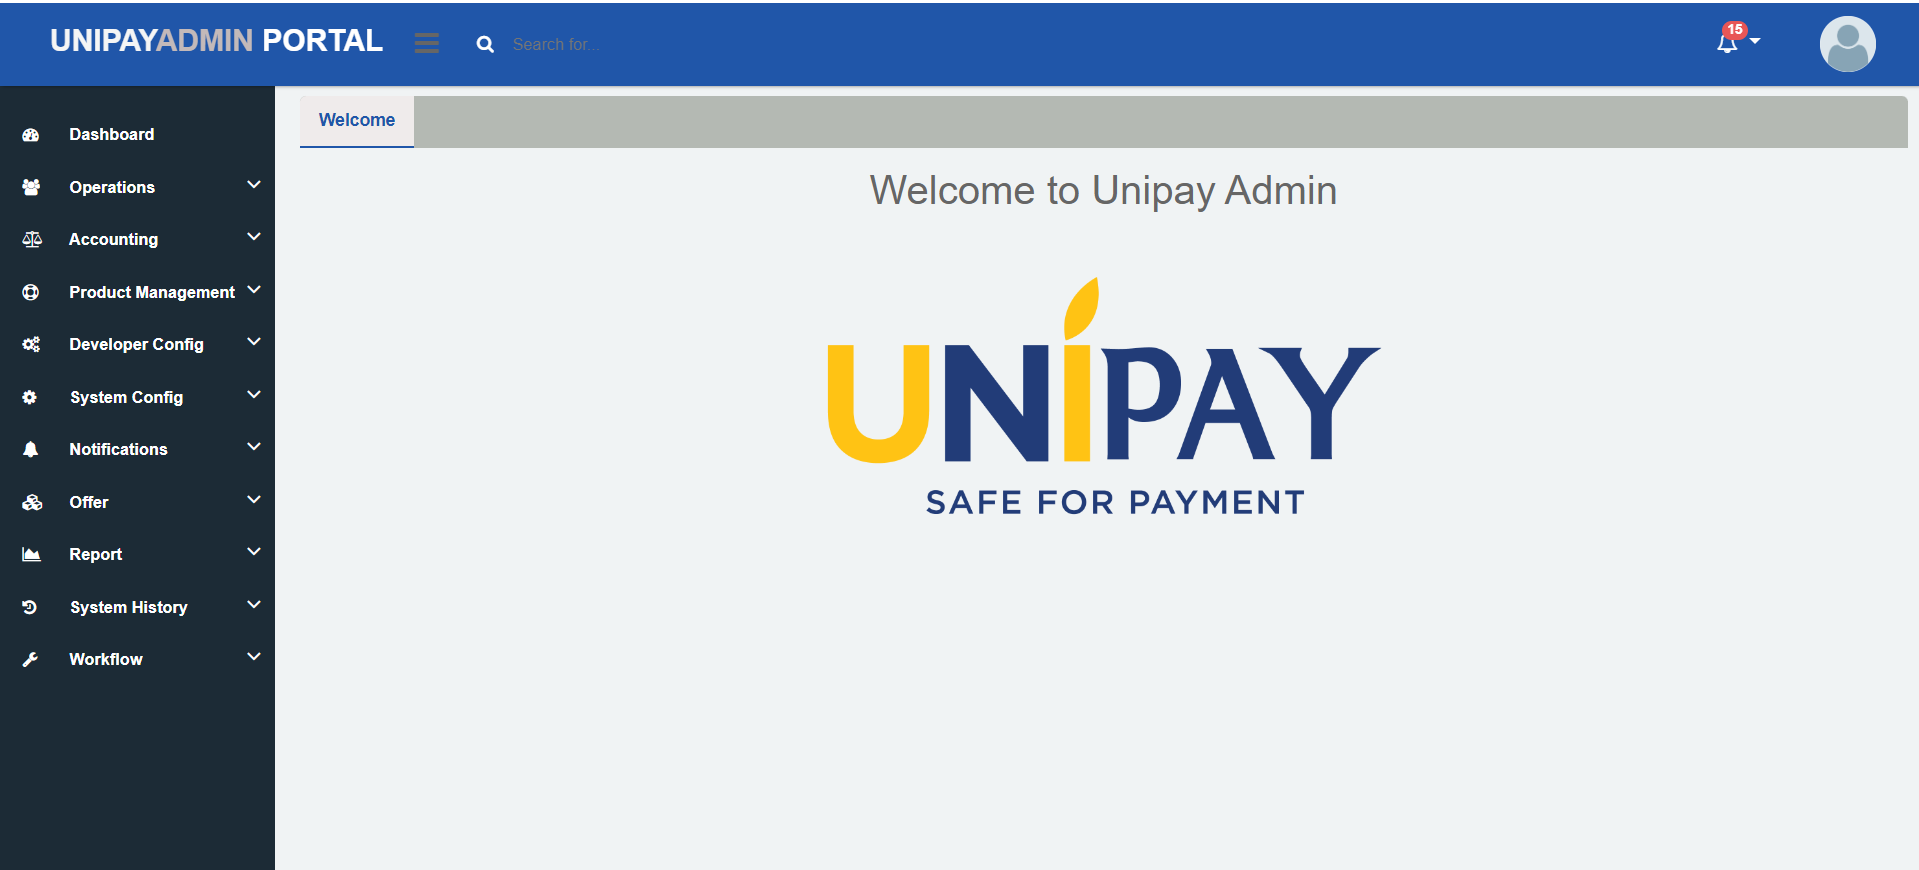 UNIPAYADMIN PORTAL
Search for...
15
Dashboard
Operations
Accounting
Product Management
Developer Config
System Config
Notifications
Offer
Report
System History
Workflow
Welcome
Welcome to Unipay Admin
UNiPAY
SAFE FOR PAYMENT